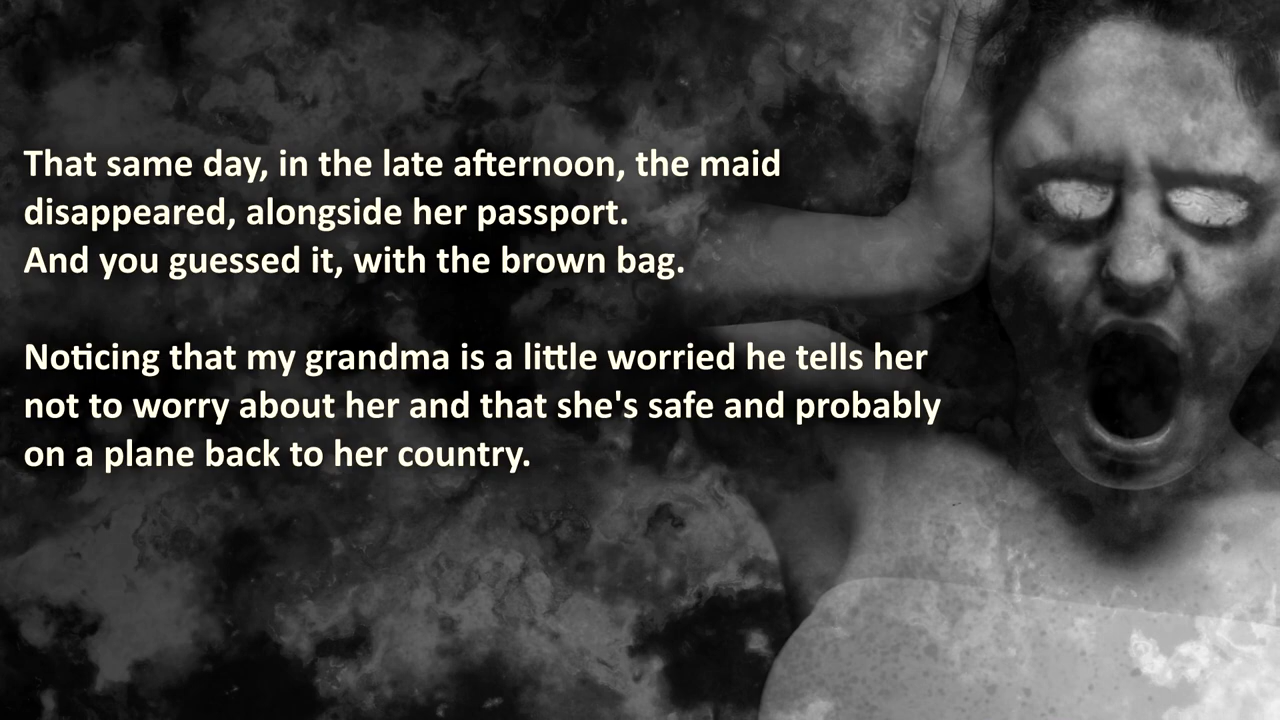 That same day, in the late afternoon, the maid
disappeared, alongside her passport.
And you guessed it, with the brown bag.
Noticing that my grandma is a little worried he tells her
not to worry about her and that she's safe and probably
on a plane back to her country.